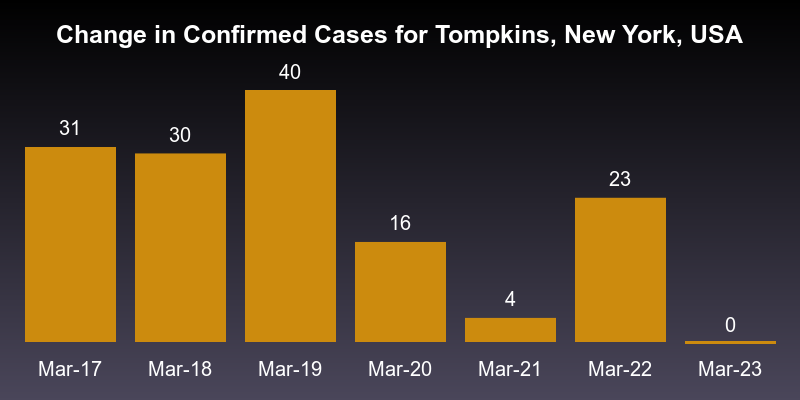 Change in Confirmed Cases for Tompkins, New York, USA
31
30
40
16
4
23
0
Mar-17
Mar-18
Mar-19
Mar-20
Mar-21
Mar-22
Mar-23